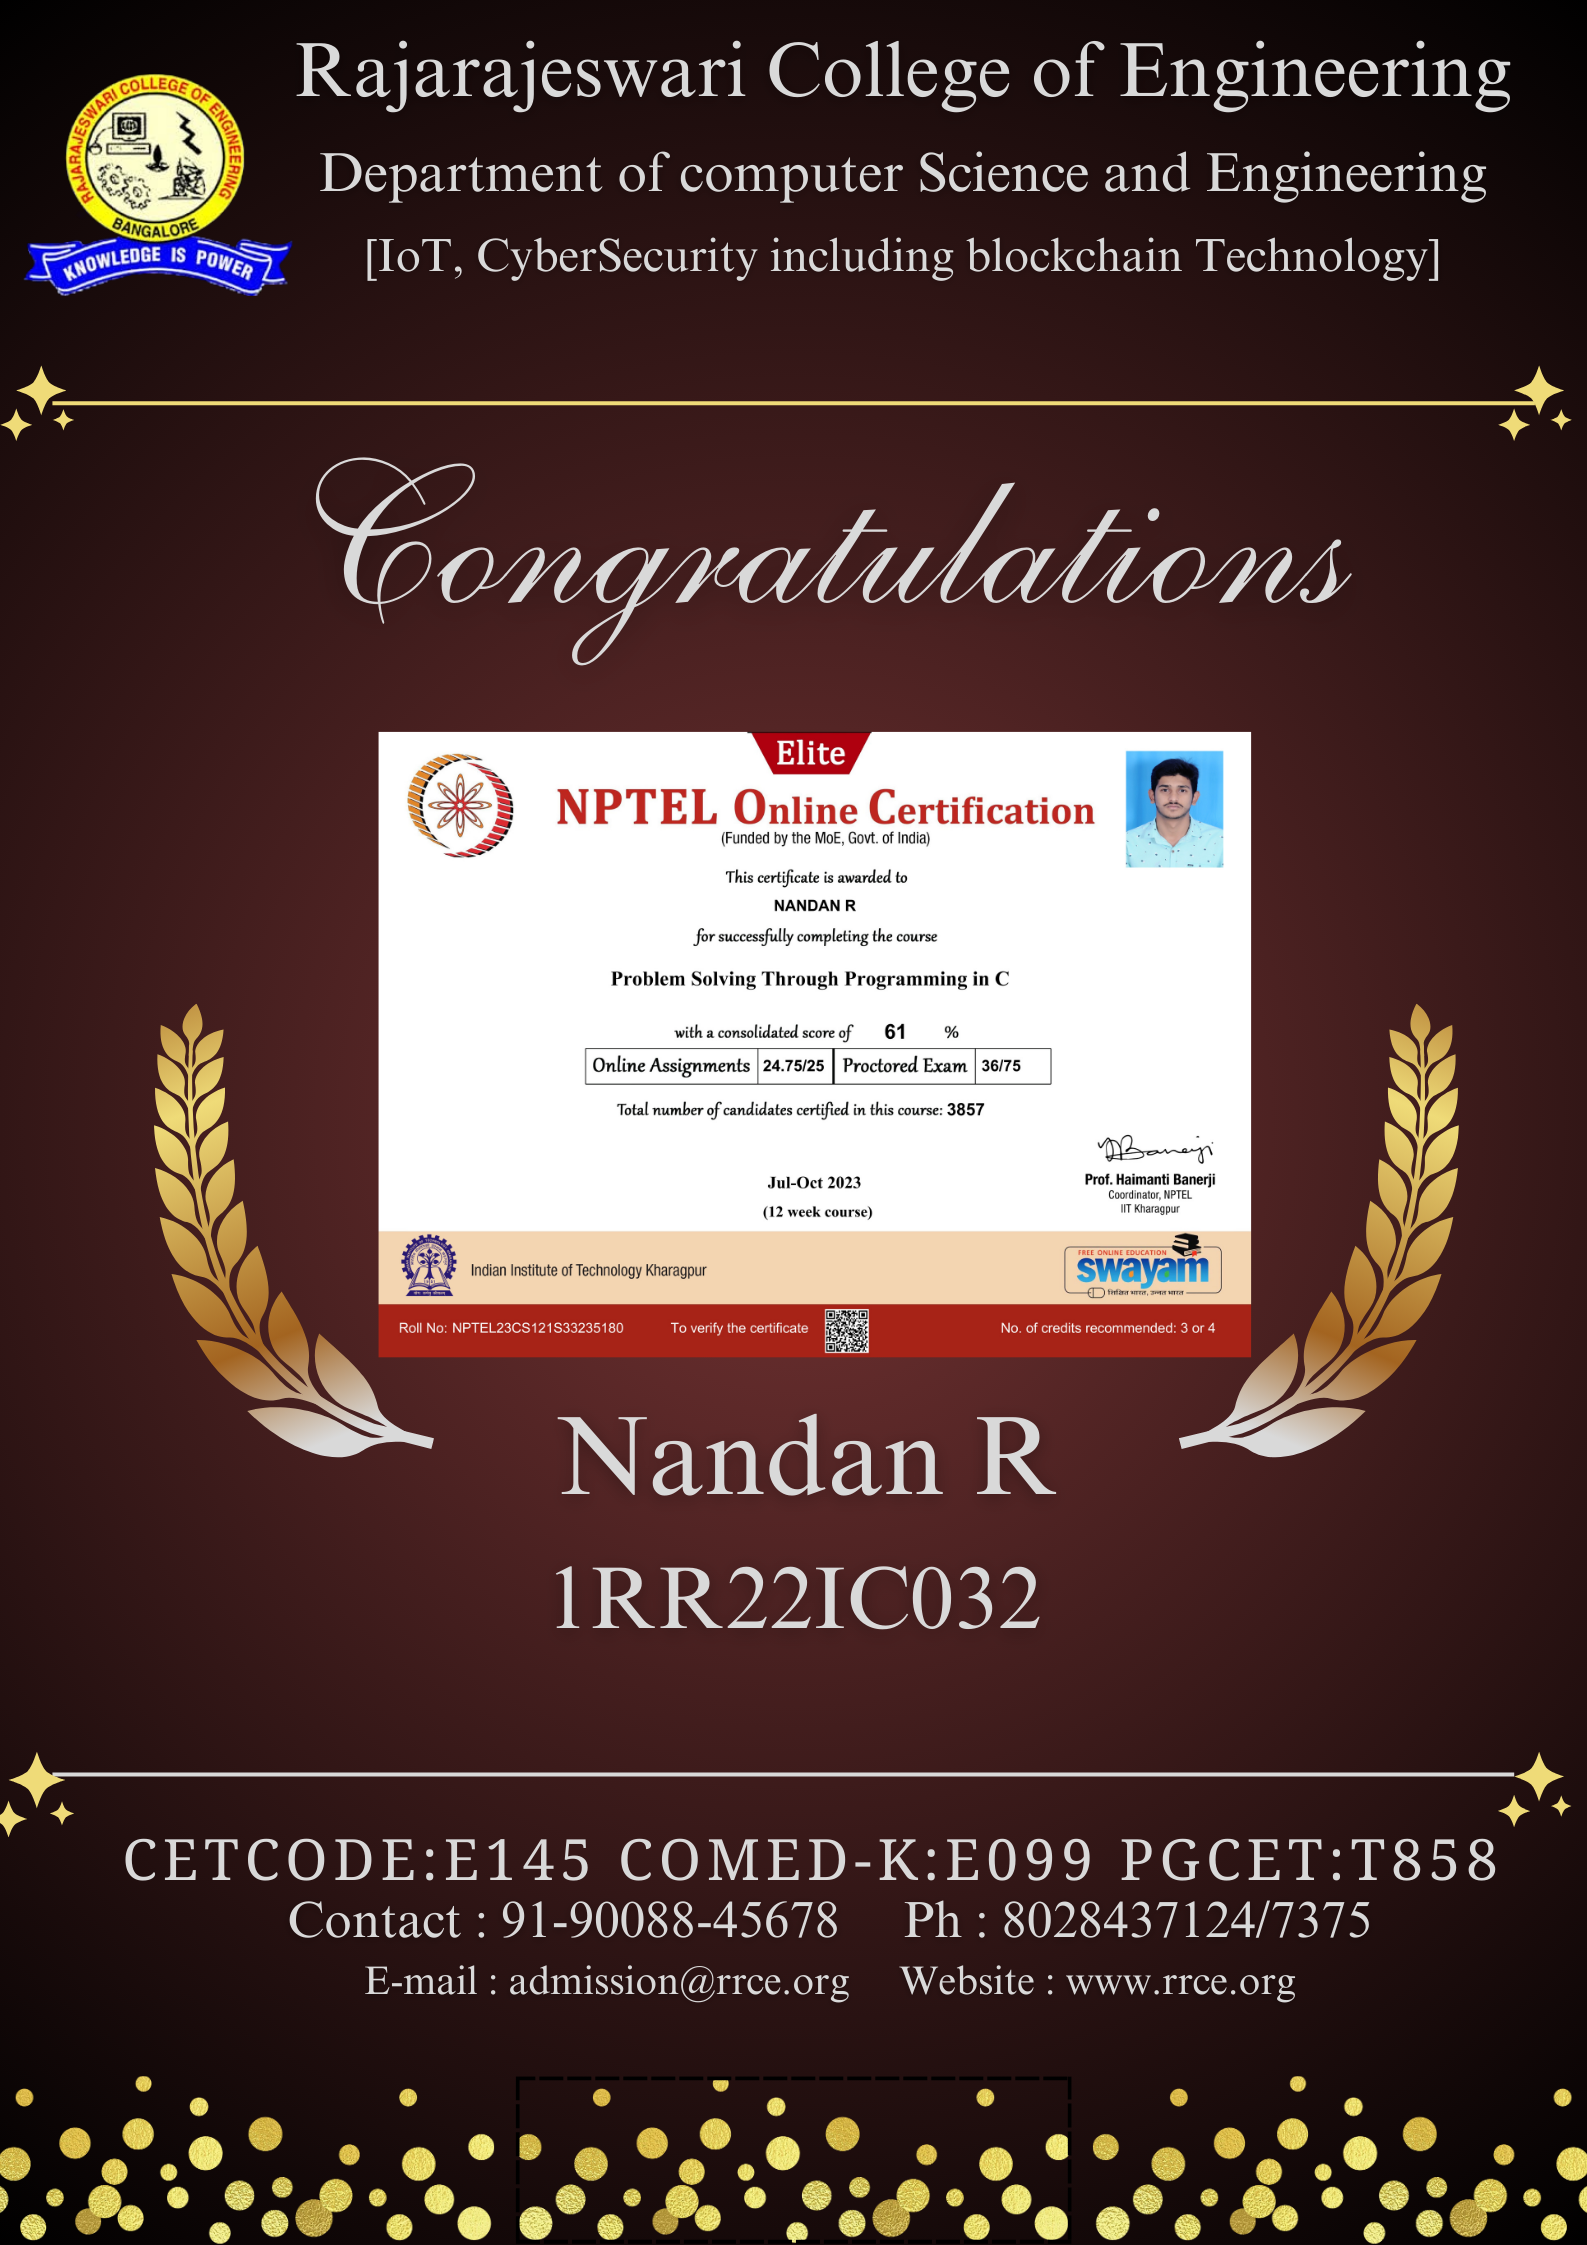 Rajarajeswari College of Engineering
Department of computer Science and Engineering
[IoT, CyberSecurity including blockchain Technology]
RAJARAJESWARI COLLEGE OF ENGINEERING
BANGALORE
KNOWLEDGE IS POWER
Congratulations
Elite
NPTEL Online Certification
(Funded by the MoE, Govt. of India)
This certificate is awarded to
NANDAN R
for successfully completing the course
Problem Solving Through Programming in C
with a consolidated score of 61 %
Online Assignments 24.75/25 Proctored Exam 36/75
Total number of candidates certified in this course: 3857
Jul-Oct 2023
(12 week course)
Prof. Haimanti Banerji
Coordinator, NPTEL
IIT Kharagpur
Indian Institute of Technology Kharagpur
FREE ONLINE EDUCATION
swayam
शिक्षित भारत, उन्नत भारत
Roll No: NPTEL23CS121S33235180 To verify the certificate No. of credits recommended: 3 or 4
Nandan R
1RR22IC032
CETCODE:E145 COMED-K:E099 PGCET:T858
Contact : 91-90088-45678 Ph : 8028437124/7375
E-mail : admission@rrce.org Website : www.rrce.org